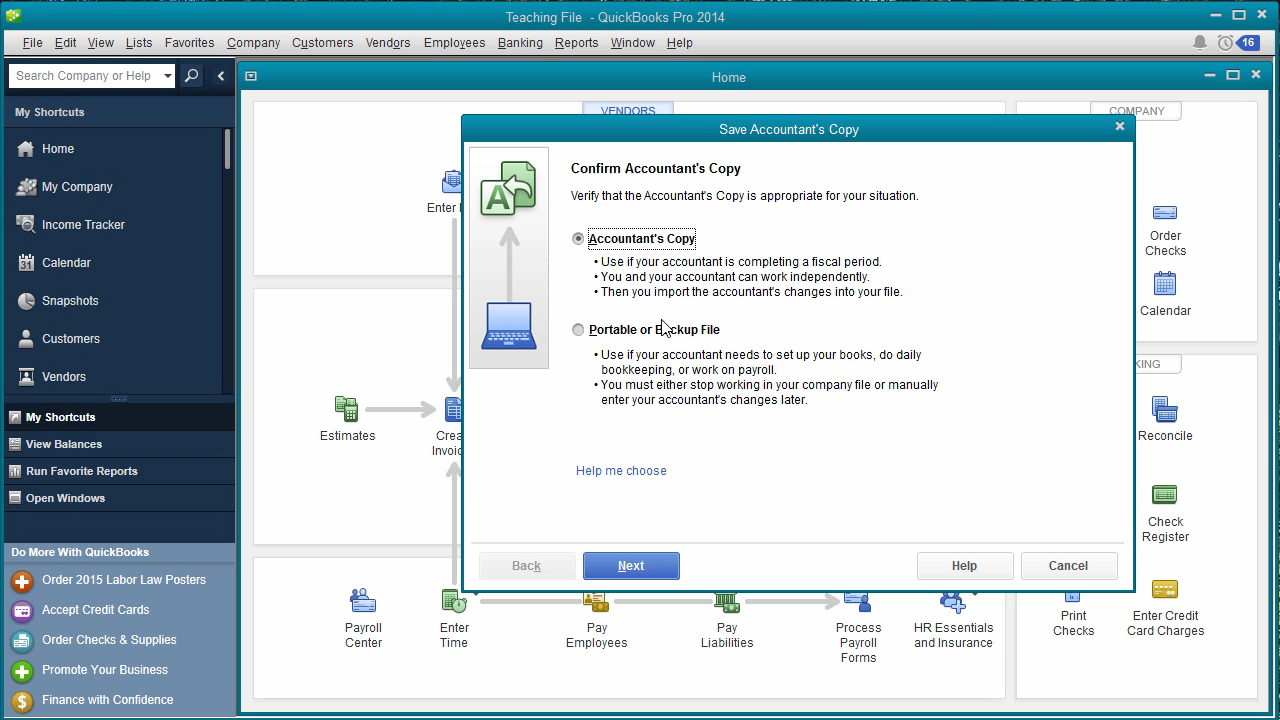 Teaching File - QuickBooks Pro 2014
File Edit View Lists Favorites Company Customers Vendors Employees Banking Reports Window Help
16
Search Company or Help
My Shortcuts
Home
My Company
Income Tracker
Calendar
Snapshots
Customers
Vendors
My Shortcuts
View Balances
Run Favorite Reports
Open Windows
Do More With QuickBooks
Order 2015 Labor Law Posters
Accept Credit Cards
Order Checks & Supplies
Promote Your Business
Finance with Confidence
Home
VENDORS
COMPANY
Enter
Estimates
Crea
Invoi
Save Accountant's Copy
Confirm Accountant's Copy
Verify that the Accountant's Copy is appropriate for your situation.
Accountant's Copy
• Use if your accountant is completing a fiscal period.
• You and your accountant can work independently.
• Then you import the accountant's changes into your file.
Portable or Backup File
• Use if your accountant needs to set up your books, do daily
bookkeeping, or work on payroll.
• You must either stop working in your company file or manually
enter your accountant's changes later.
Help me choose
Back Next Help Cancel
Order
Checks
Calendar
KING
Reconcile
Check
Register
Print
Checks
Enter Credit
Card Charges
Payroll
Center
Enter
Time
Pay
Employees
Pay
Liabilities
Process
Payroll
Forms
HR Essentials
and Insurance